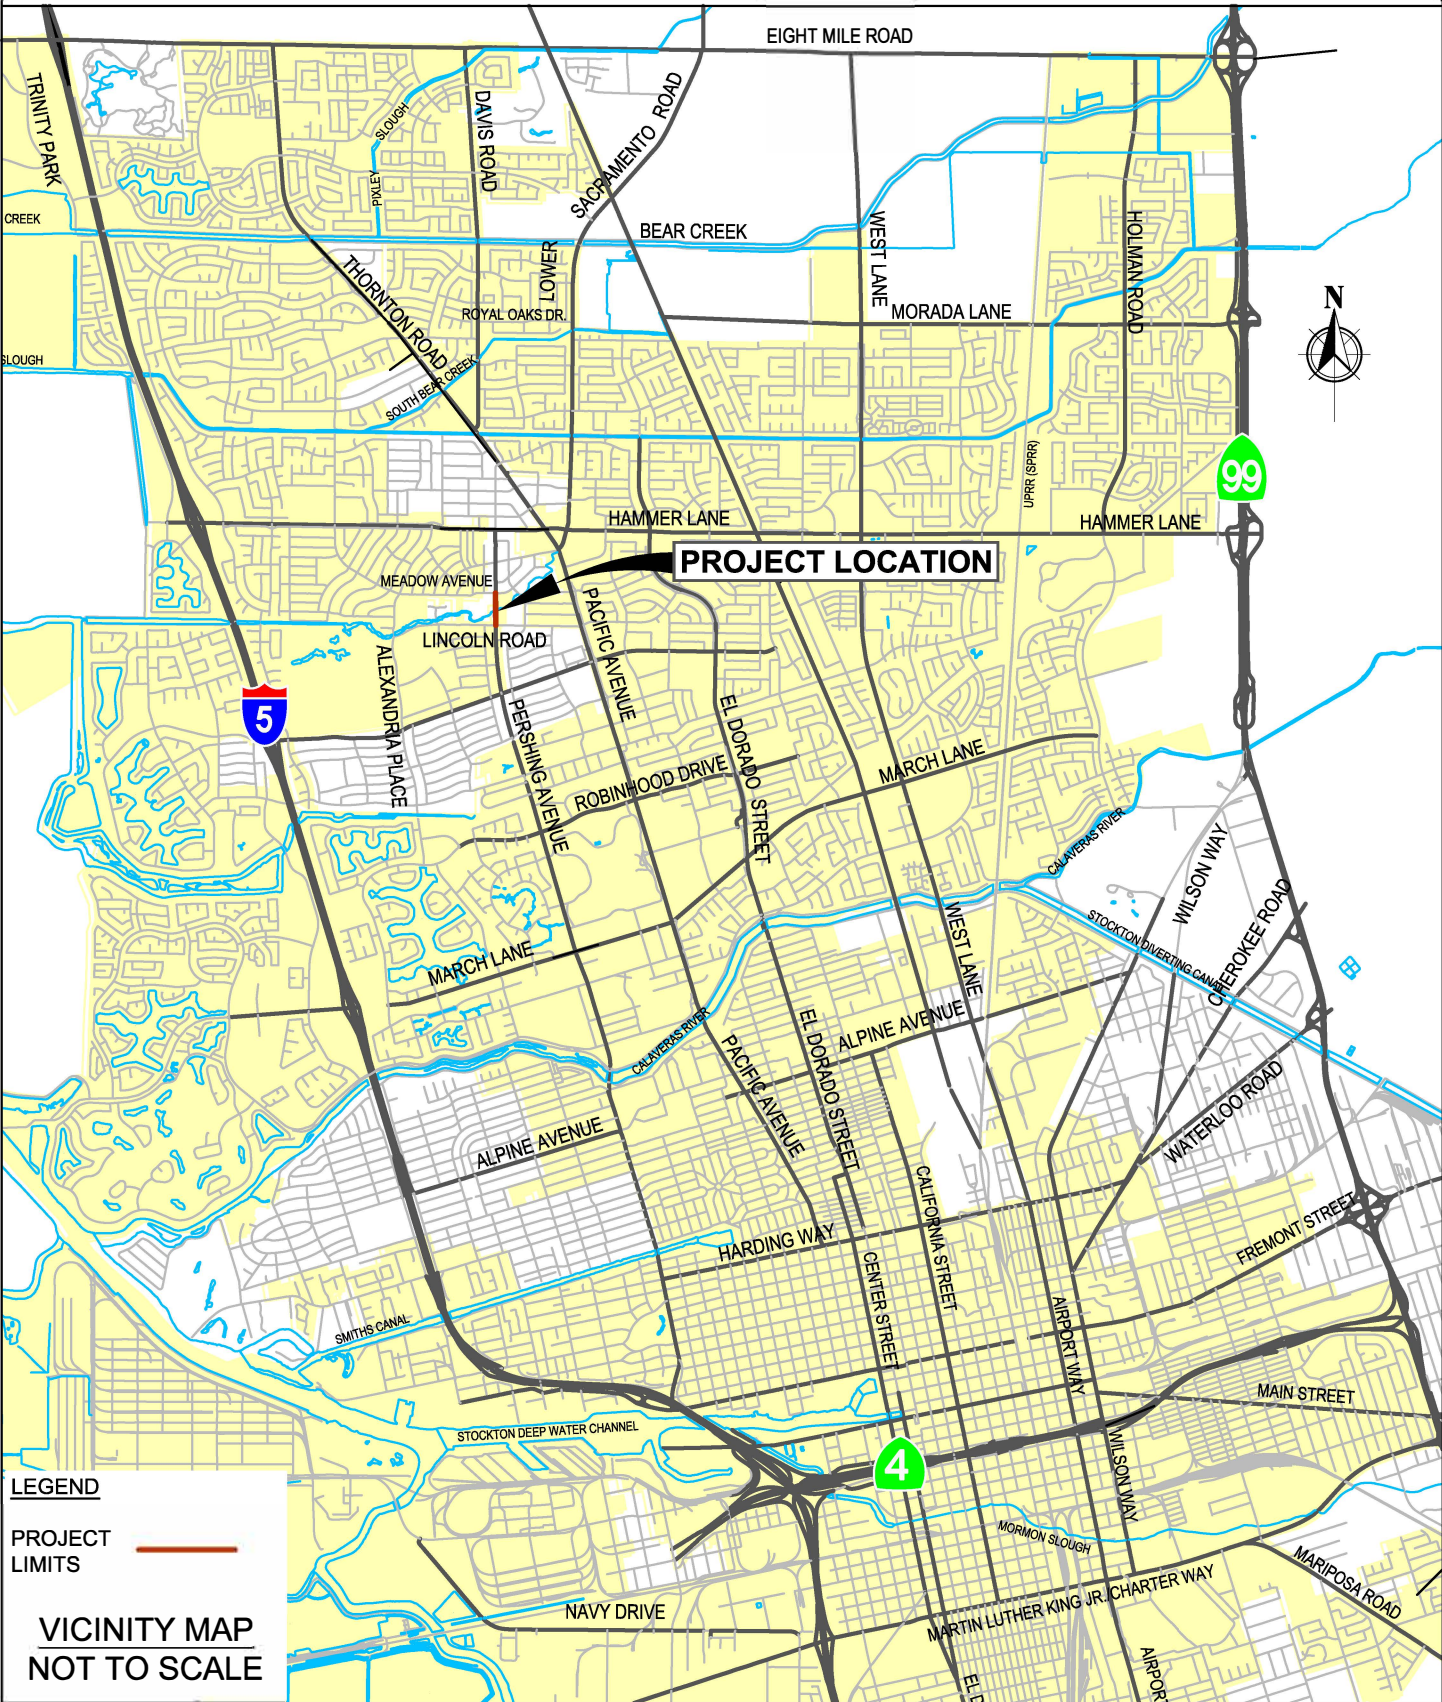 EIGHT MILE ROAD
TRINITY PARK
DAVIS ROAD
PIXLEY SLOUGH
SACRAMENTO ROAD
LOWER
CREEK
BEAR CREEK
WEST LANE
HOLMAN ROAD
THORNTON ROAD
ROYAL OAKS DR.
MORADA LANE
N
SLOUGH
SOUTH BEAR CREEK
UPRR (SPRR)
99
HAMMER LANE
HAMMER LANE
PROJECT LOCATION
MEADOW AVENUE
LINCOLN ROAD
PACIFIC AVENUE
ALEXANDRIA PLACE
5
PERSHING AVENUE
EL DORADO STREET
ROBINHOOD DRIVE
MARCH LANE
CALAVERAS RIVER
WILSON WAY
CHEROKEE ROAD
STOCKTON DIVERTING CANAL
WEST LANE
MARCH LANE
CALAVERAS RIVER
PACIFIC AVENUE
EL DORADO STREET
ALPINE AVENUE
WATERLOO ROAD
ALPINE AVENUE
CALIFORNIA STREET
HARDING WAY
FREMONT STREET
CENTER STREET
AIRPORT WAY
SMITHS CANAL
MAIN STREET
STOCKTON DEEP WATER CHANNEL
4
WILSON WAY
MORMON SLOUGH
MARIPOSA ROAD
MARTIN LUTHER KING JR./CHARTER WAY
NAVY DRIVE
AIRPORT
EL D
LEGEND
PROJECT
LIMITS
VICINITY MAP
NOT TO SCALE